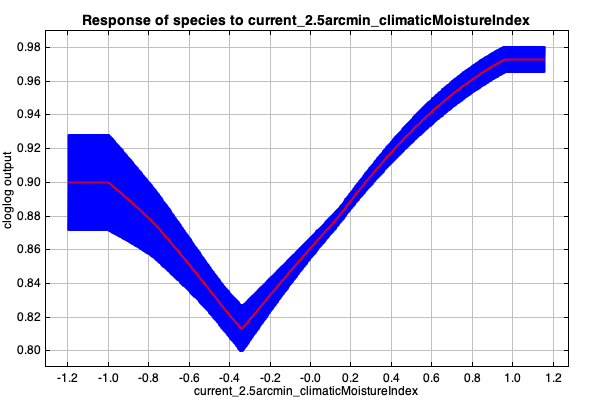 Response of species to current_2.5arcmin_climaticMoistureIndex
0.98
0.96
0.94
0.92
0.90
0.88
0.86
0.84
0.82
0.80
cloglog output
-1.2 -1.0 -0.8 -0.6 -0.4 -0.2 -0.0 0.2 0.4 0.6 0.8 1.0 1.2
current_2.5arcmin_climaticMoistureIndex